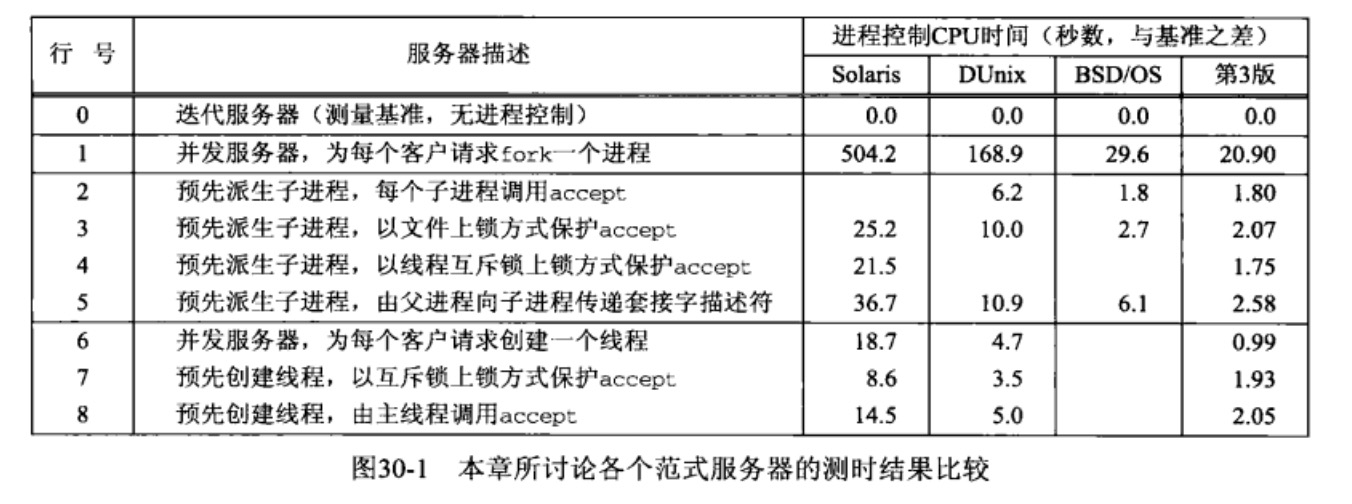 行 号 服务器描述 进程控制CPU时间（秒数，与基准之差）
Solaris DUnix BSD/OS 第3版
0 迭代服务器（测量基准，无进程控制） 0.0 0.0 0.0 0.0
1 并发服务器，为每个客户请求fork一个进程 504.2 168.9 29.6 20.90
2 预先派生子进程，每个子进程调用accept 6.2 1.8 1.80
3 预先派生子进程，以文件上锁方式保护accept 25.2 10.0 2.7 2.07
4 预先派生子进程，以线程互斥锁上锁方式保护accept 21.5 1.75
5 预先派生子进程，由父进程向子进程传递套接字描述符 36.7 10.9 6.1 2.58
6 并发服务器，为每个客户请求创建一个线程 18.7 4.7 0.99
7 预先创建线程，以互斥锁上锁方式保护accept 8.6 3.5 1.93
8 预先创建线程，由主线程调用accept 14.5 5.0 2.05
图30-1 本章所讨论各个范式服务器的测时结果比较